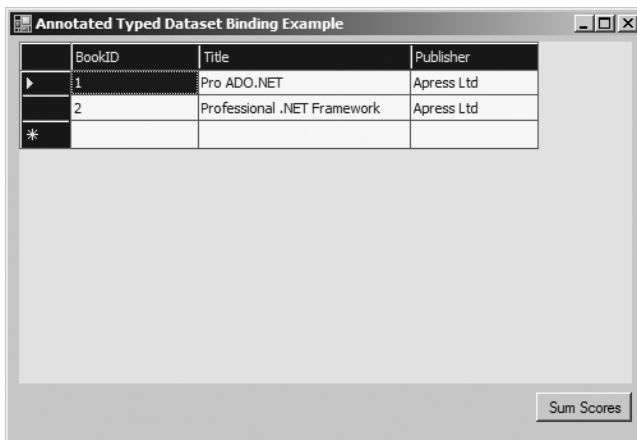 Annotated Typed Dataset Binding Example
BookID Title Publisher
1 Pro ADO.NET Apress Ltd
2 Professional .NET Framework Apress Ltd
Sum Scores